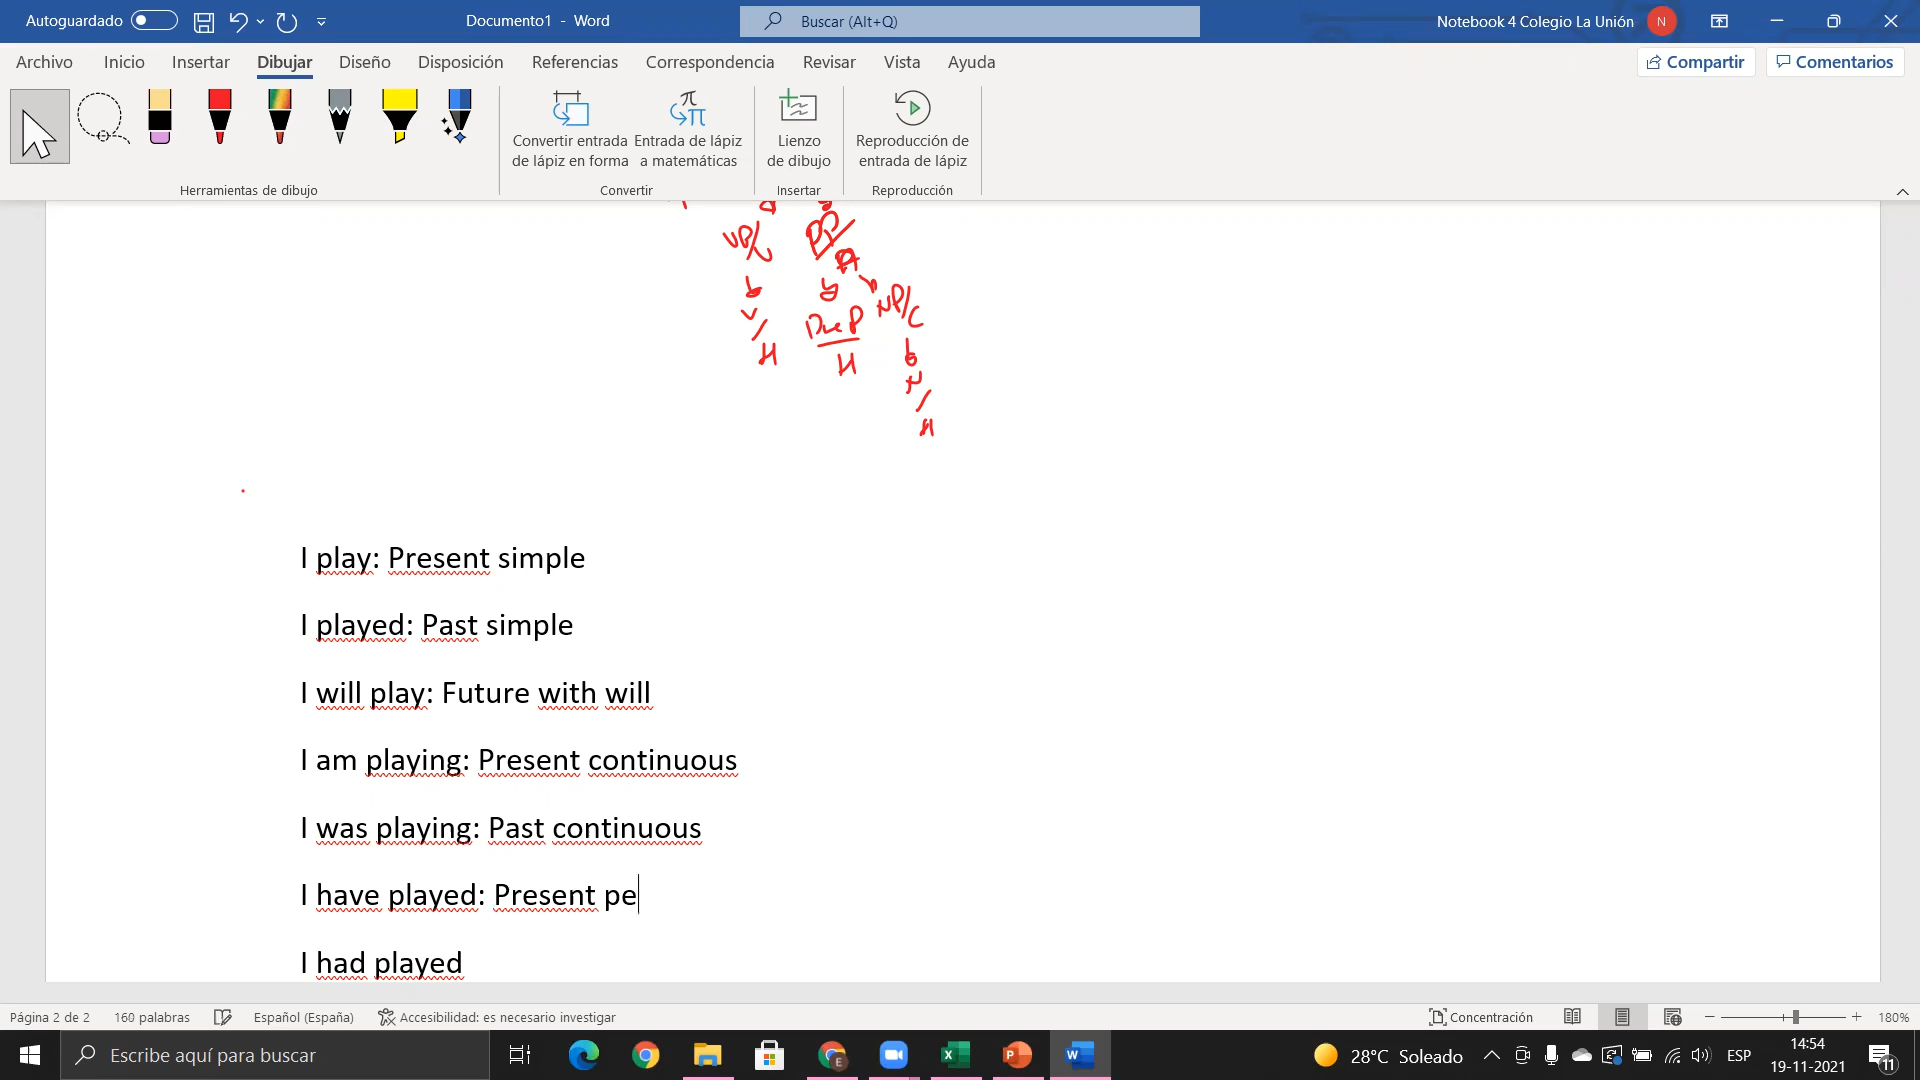 Autoguardado
Documento1 - Word
Buscar (Alt+Q)
Notebook 4 Colegio La Unión
N
Archivo Inicio Insertar Dibujar Diseño Disposición Referencias Correspondencia Revisar Vista Ayuda
Compartir
Comentarios
Convertir entrada
de lápiz en forma
Entrada de lápiz
a matemáticas
Lienzo
de dibujo
Reproducción de
entrada de lápiz
Herramientas de dibujo
Convertir
Insertar
Reproducción
VP/
PP/
NP/C
V/H
PreP
H
N/H
I play: Present simple
I played: Past simple
I will play: Future with will
I am playing: Present continuous
I was playing: Past continuous
I have played: Present pe
I had played
Página 2 de 2
160 palabras
Español (España)
Accesibilidad: es necesario investigar
Concentración
180%
Escribe aquí para buscar
E
28°C Soleado
ESP
14:54
19-11-2021
11